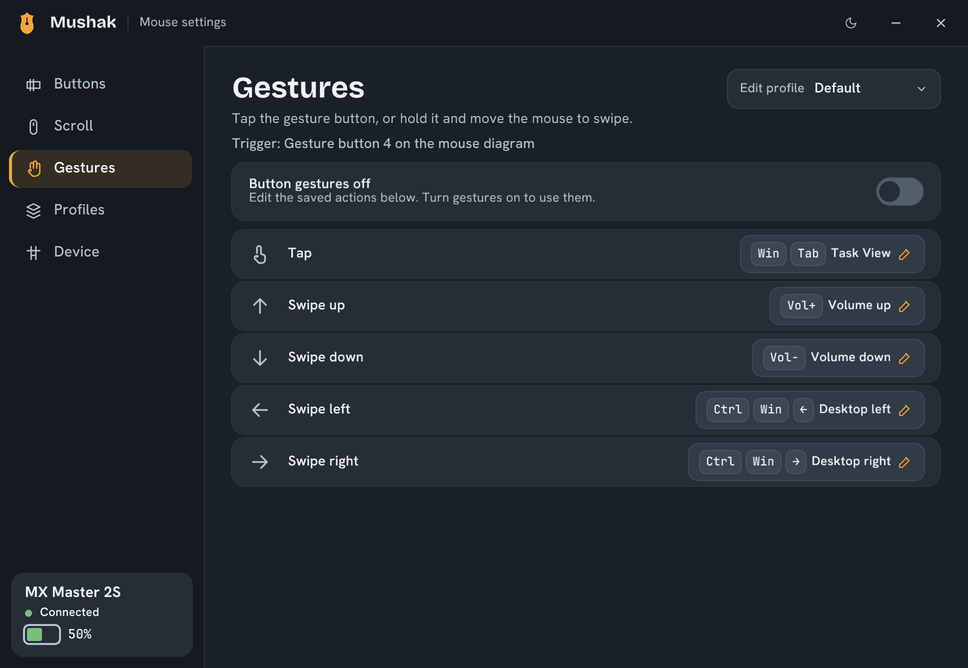 Mushak | Mouse settings
Buttons
Scroll
Gestures
Profiles
Device
MX Master 2S
Connected
50%
Gestures
Edit profile Default
Tap the gesture button, or hold it and move the mouse to swipe.
Trigger: Gesture button 4 on the mouse diagram
Button gestures off
Edit the saved actions below. Turn gestures on to use them.
Tap Win Tab Task View
Swipe up Vol+ Volume up
Swipe down Vol- Volume down
Swipe left Ctrl Win ← Desktop left
Swipe right Ctrl Win → Desktop right